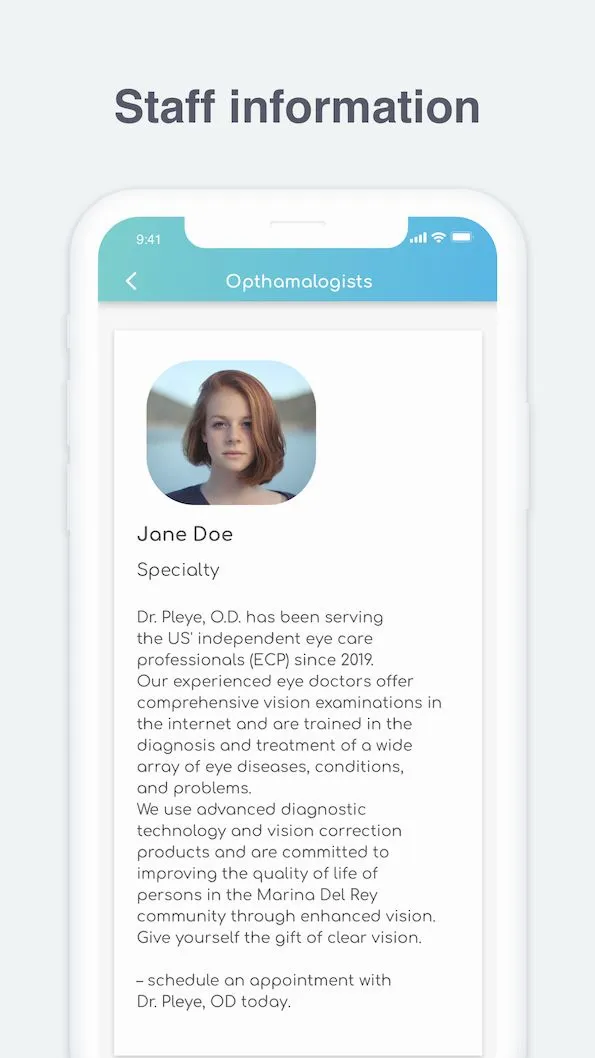 Staff information
9:41
Opthamalogists
Jane Doe
Specialty
Dr. Pleye, O.D. has been serving
the US' independent eye care
professionals (ECP) since 2019.
Our experienced eye doctors offer
comprehensive vision examinations in
the internet and are trained in the
diagnosis and treatment of a wide
array of eye diseases, conditions,
and problems.
We use advanced diagnostic
technology and vision correction
products and are committed to
improving the quality of life of
persons in the Marina Del Rey
community through enhanced vision.
Give yourself the gift of clear vision.
– schedule an appointment with
Dr. Pleye, OD today.